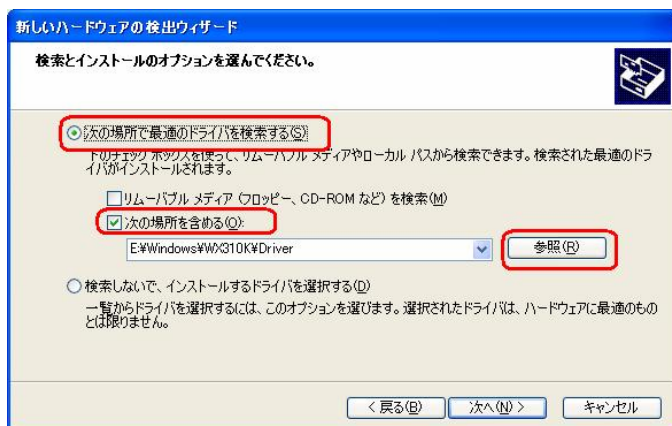 新しいハードウェアの検出ウィザード
検索とインストールのオプションを選んでください。
次の場所で最適のドライバを検索する(S)
下のチェック ボックスを使って、リムーバブル メディアやローカル パスから検索できます。検索された最適のドラ
イバがインストールされます。
リムーバブル メディア (フロッピー、CD-ROM など) を検索(M)
次の場所を含める(O):
E:¥Windows¥WX310K¥Driver
参照(R)
検索しないで、インストールするドライバを選択する(D)
一覧からドライバを選択するには、このオプションを選びます。選択されたドライバは、ハードウェアに最適のもの
とは限りません。
< 戻る(B)
次へ(N) >
キャンセル